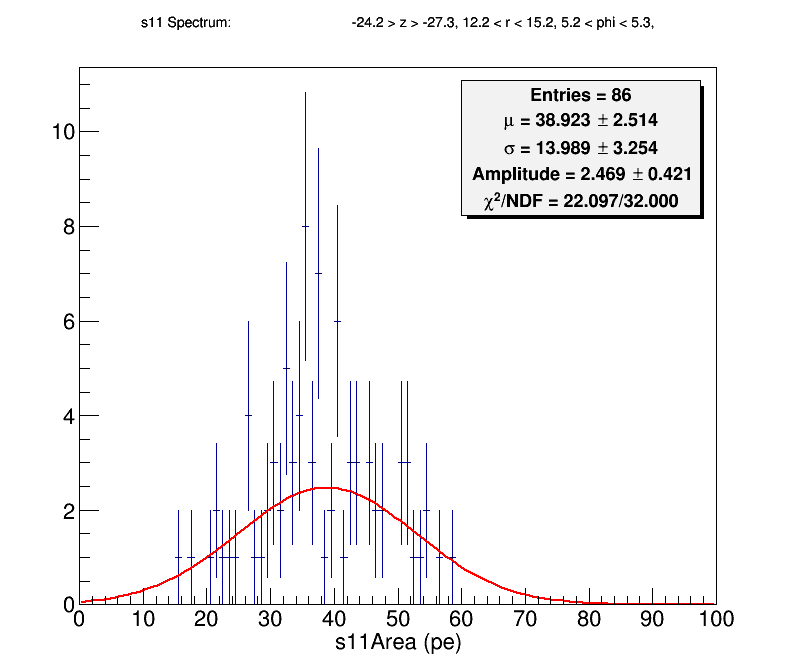 s11 Spectrum: -24.2 > z > -27.3, 12.2 < r < 15.2, 5.2 < phi < 5.3,
Entries = 86
μ = 38.923 ± 2.514
σ = 13.989 ± 3.254
Amplitude = 2.469 ± 0.421
χ²/NDF = 22.097/32.000
10
8
6
4
2
0
0 10 20 30 40 50 60 70 80 90 100
s11Area (pe)